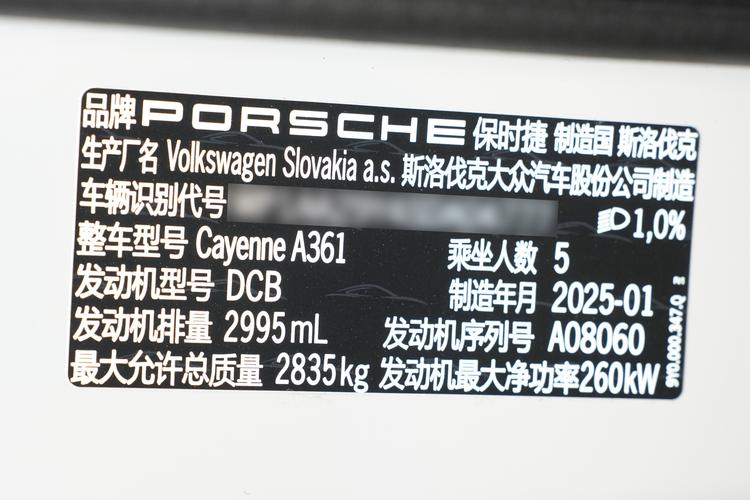 品牌 PORSCHE 保时捷 制造国 斯洛伐克
生产厂名 Volkswagen Slovakia a.s. 斯洛伐克大众汽车股份公司制造
车辆识别代号 1,0%
整车型号 Cayenne A361 乘坐人数 5
发动机型号 DCB 制造年月 2025-01
发动机排量 2995mL 发动机序列号 A08060
最大允许总质量 2835kg 发动机最大净功率260kW
9Y0.000.347.Q